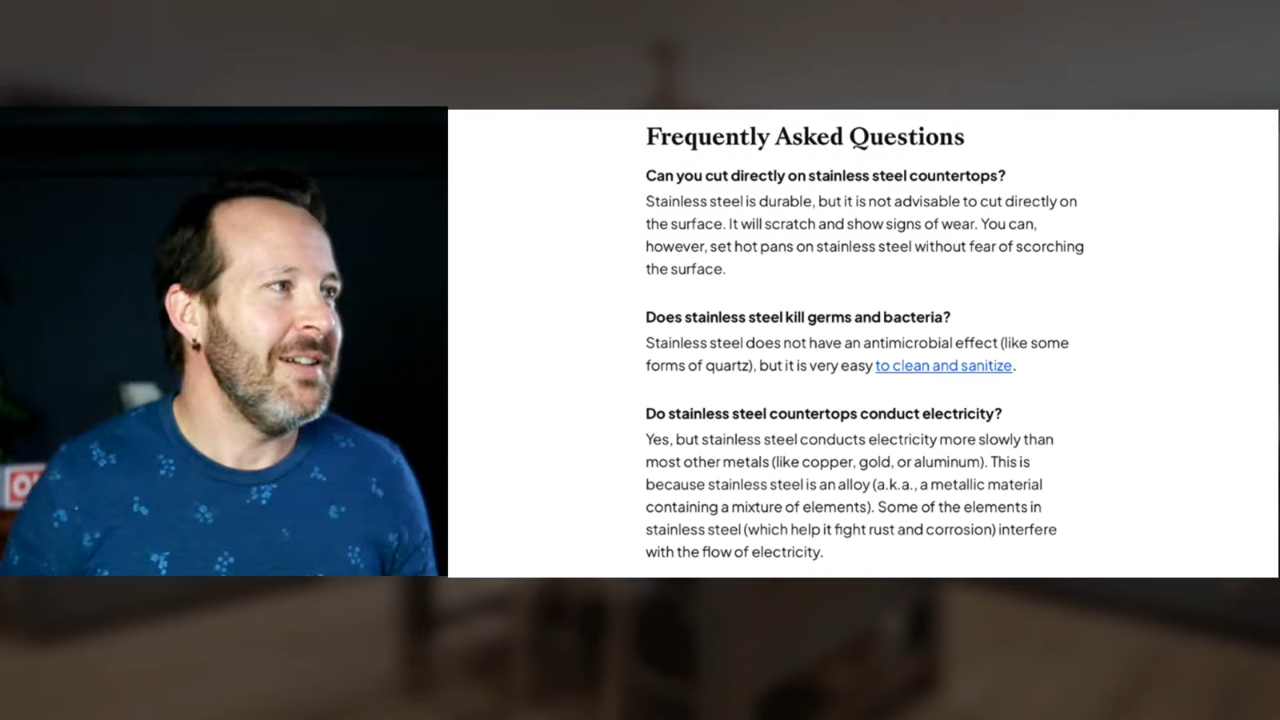 Frequently Asked Questions
Can you cut directly on stainless steel countertops?
Stainless steel is durable, but it is not advisable to cut directly on
the surface. It will scratch and show signs of wear. You can,
however, set hot pans on stainless steel without fear of scorching
the surface.
Does stainless steel kill germs and bacteria?
Stainless steel does not have an antimicrobial effect (like some
forms of quartz), but it is very easy to clean and sanitize.
Do stainless steel countertops conduct electricity?
Yes, but stainless steel conducts electricity more slowly than
most other metals (like copper, gold, or aluminum). This is
because stainless steel is an alloy (a.k.a., a metallic material
containing a mixture of elements). Some of the elements in
stainless steel (which help it fight rust and corrosion) interfere
with the flow of electricity.